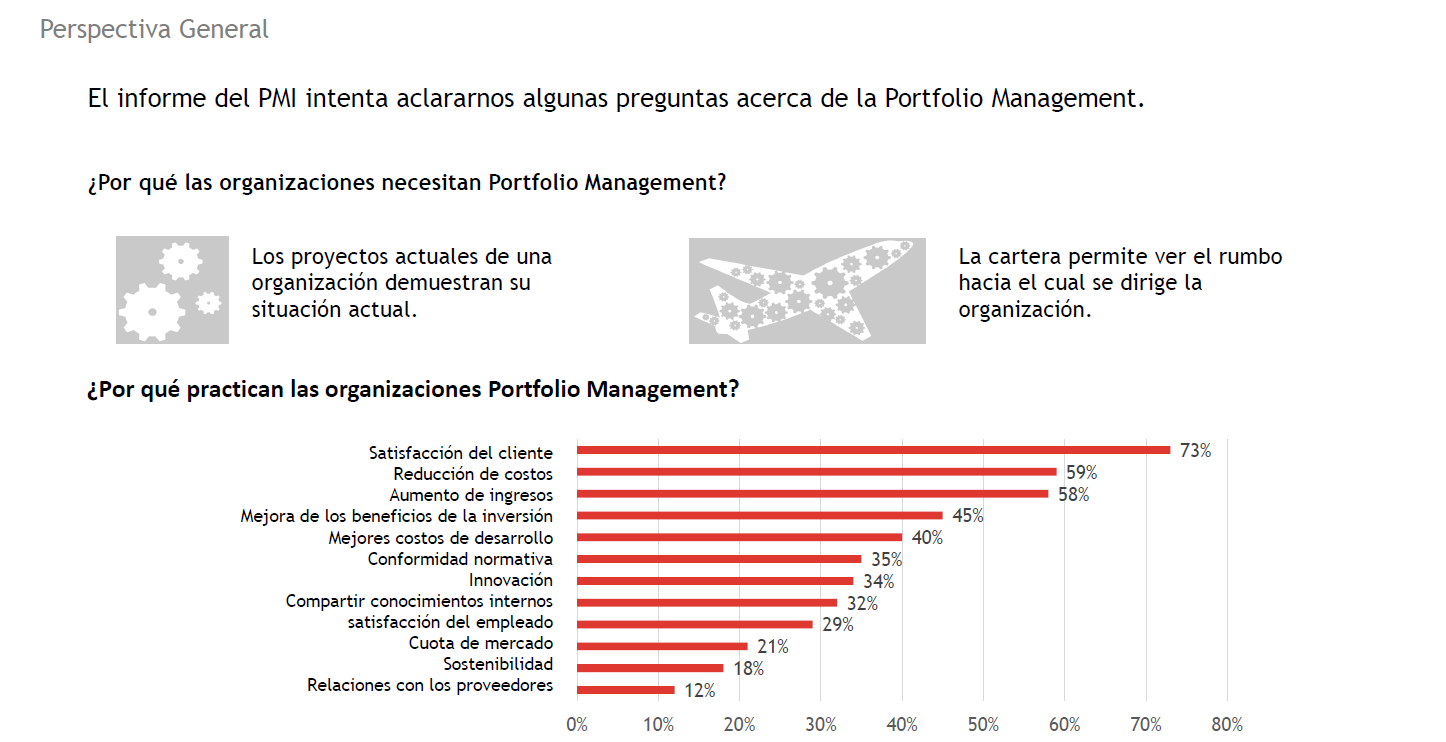 Perspectiva General
El informe del PMI intenta aclararnos algunas preguntas acerca de la Portfolio Management.
¿Por qué las organizaciones necesitan Portfolio Management?
Los proyectos actuales de una
organización demuestran su
situación actual.
La cartera permite ver el rumbo
hacia el cual se dirige la
organización.
¿Por qué practican las organizaciones Portfolio Management?
Satisfacción del cliente 73%
Reducción de costos 59%
Aumento de ingresos 58%
Mejora de los beneficios de la inversión 45%
Mejores costos de desarrollo 40%
Conformidad normativa 35%
Innovación 34%
Compartir conocimientos internos 32%
satisfacción del empleado 29%
Cuota de mercado 21%
Sostenibilidad 18%
Relaciones con los proveedores 12%
0% 10% 20% 30% 40% 50% 60% 70% 80%